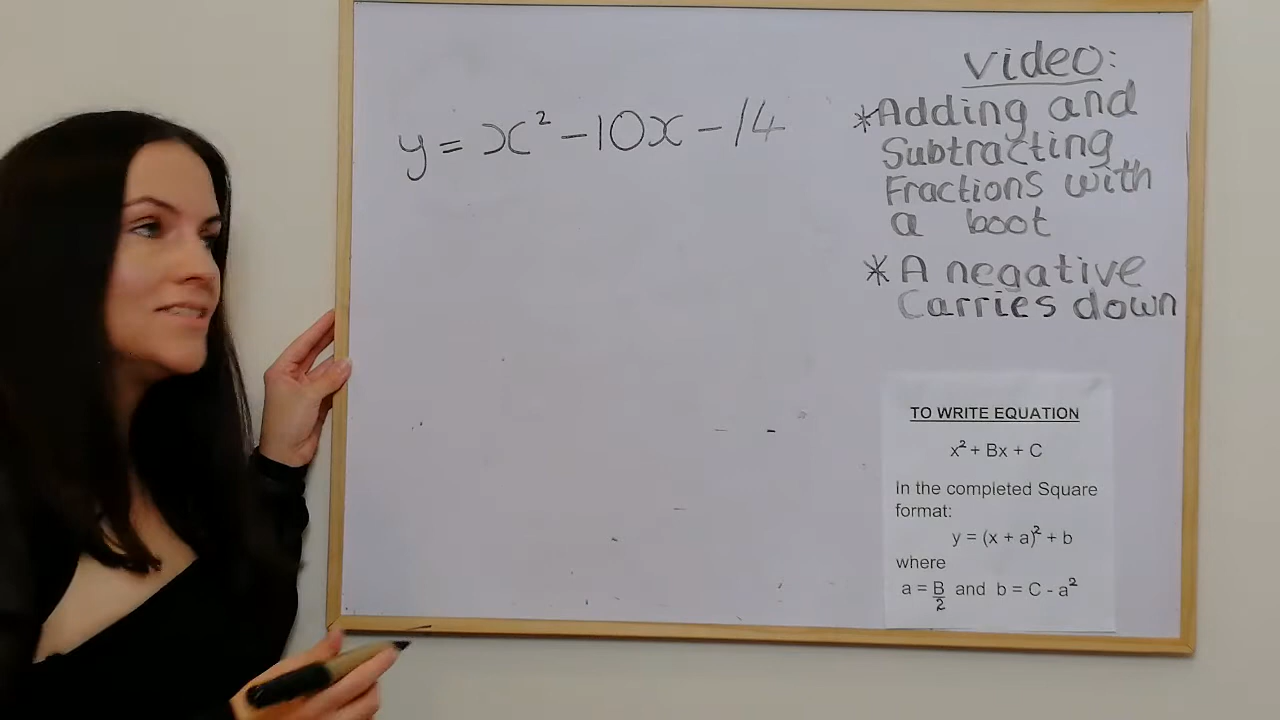 y = x² - 10x - 14
video:
*Adding and
Subtracting
Fractions with
a boot
* A negative
Carries down
TO WRITE EQUATION
x² + Bx + C
In the completed Square
format:
y = (x + a)² + b
where
a = B/2 and b = C - a²